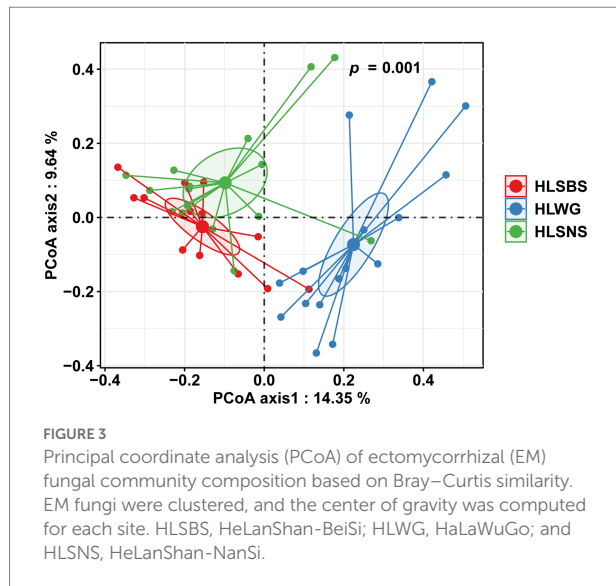 p = 0.001
0.4
0.2
0.0
−0.2
−0.4
PCoA axis2 : 9.64 %
−0.4
−0.2
0.0
0.2
0.4
PCoA axis1 : 14.35 %
HLSBS
HLWG
HLSNS
FIGURE 3
Principal coordinate analysis (PCoA) of ectomycorrhizal (EM)
fungal community composition based on Bray–Curtis similarity.
EM fungi were clustered, and the center of gravity was computed
for each site. HLSBS, HeLanShan-BeiSi; HLWG, HaLaWuGo; and
HLSNS, HeLanShan-NanSi.